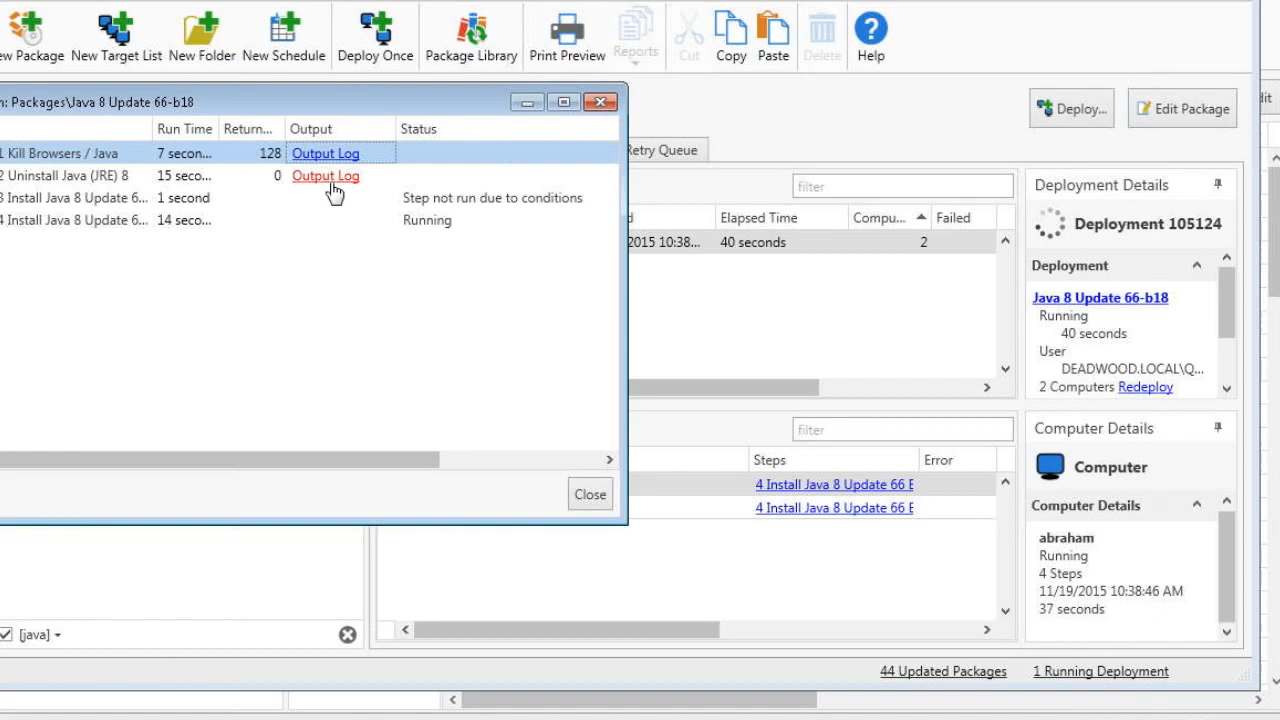 ew Package New Target List New Folder New Schedule Deploy Once Package Library Print Preview Reports Cut Copy Paste Delete Help
n: Packages\Java 8 Update 66-b18
Run Time Return... Output Status
1 Kill Browsers / Java 7 secon... 128 Output Log
2 Uninstall Java (JRE) 8 15 seco... 0 Output Log
3 Install Java 8 Update 6... 1 second Step not run due to conditions
4 Install Java 8 Update 6... 14 seco... Running
Close
Deploy... Edit Package
dit
Retry Queue
filter
d Elapsed Time Compu... Failed
2015 10:38... 40 seconds 2
filter
Steps Error
4 Install Java 8 Update 66 E
4 Install Java 8 Update 66 E
Deployment Details
Deployment 105124
Deployment
Java 8 Update 66-b18
Running
40 seconds
User
DEADWOOD.LOCAL\Q...
2 Computers Redeploy
Computer Details
Computer
Computer Details
abraham
Running
4 Steps
11/19/2015 10:38:46 AM
37 seconds
[java]
44 Updated Packages 1 Running Deployment